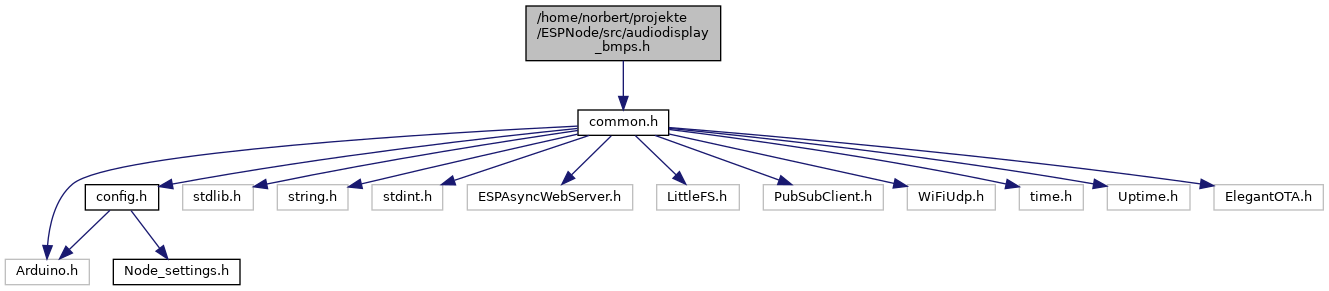 /home/norbert/projekte
/ESPNode/src/audiodisplay
_bmps.h
common.h
config.h
stdlib.h
string.h
stdint.h
ESPAsyncWebServer.h
LittleFS.h
PubSubClient.h
WiFiUdp.h
time.h
Uptime.h
ElegantOTA.h
Arduino.h
Node_settings.h